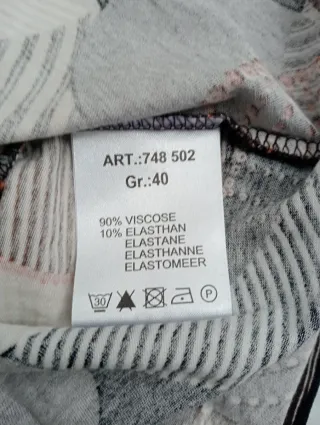 ART.:748 502
Gr.:40
90% VISCOSE
10% ELASTHAN
ELASTANE
ELASTHANNE
ELASTOMEER
30 P